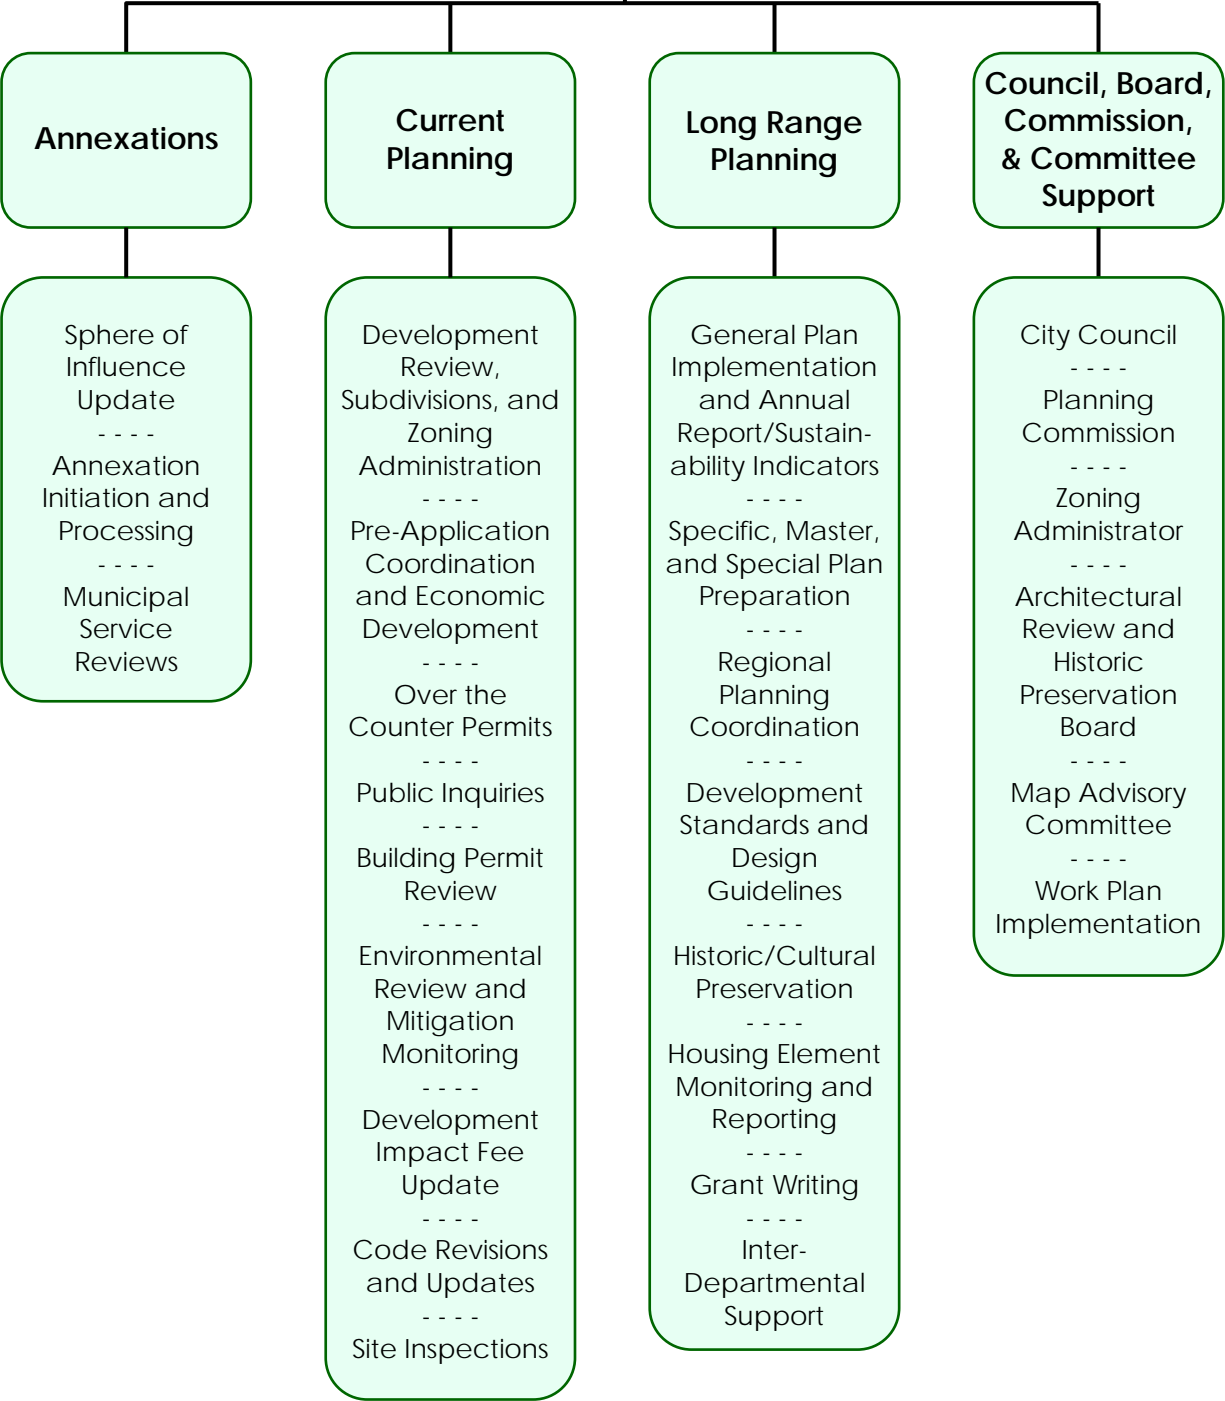 Annexations
Sphere of
Influence
Update
- - - -
Annexation
Initiation and
Processing
- - - -
Municipal
Service
Reviews
Current
Planning
Development
Review,
Subdivisions, and
Zoning
Administration
- - - -
Pre-Application
Coordination
and Economic
Development
- - - -
Over the
Counter Permits
- - - -
Public Inquiries
- - - -
Building Permit
Review
- - - -
Environmental
Review and
Mitigation
Monitoring
- - - -
Development
Impact Fee
Update
- - - -
Code Revisions
and Updates
- - - -
Site Inspections
Long Range
Planning
General Plan
Implementation
and Annual
Report/Sustain-
ability Indicators
- - - -
Specific, Master,
and Special Plan
Preparation
- - - -
Regional
Planning
Coordination
- - - -
Development
Standards and
Design
Guidelines
- - - -
Historic/Cultural
Preservation
- - - -
Housing Element
Monitoring and
Reporting
- - - -
Grant Writing
- - - -
Inter-
Departmental
Support
Council, Board,
Commission,
& Committee
Support
City Council
- - - -
Planning
Commission
- - - -
Zoning
Administrator
- - - -
Architectural
Review and
Historic
Preservation
Board
- - - -
Map Advisory
Committee
- - - -
Work Plan
Implementation